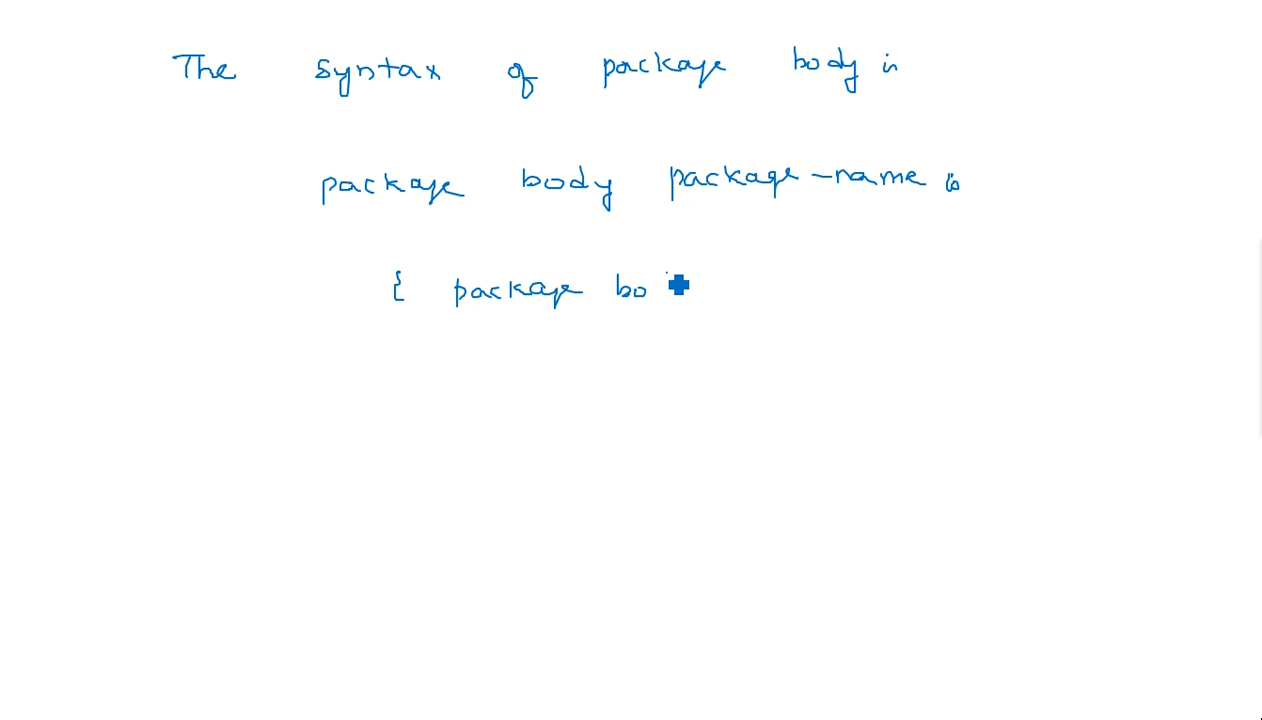 The syntax of package body is
package body package-name is
{ package bo